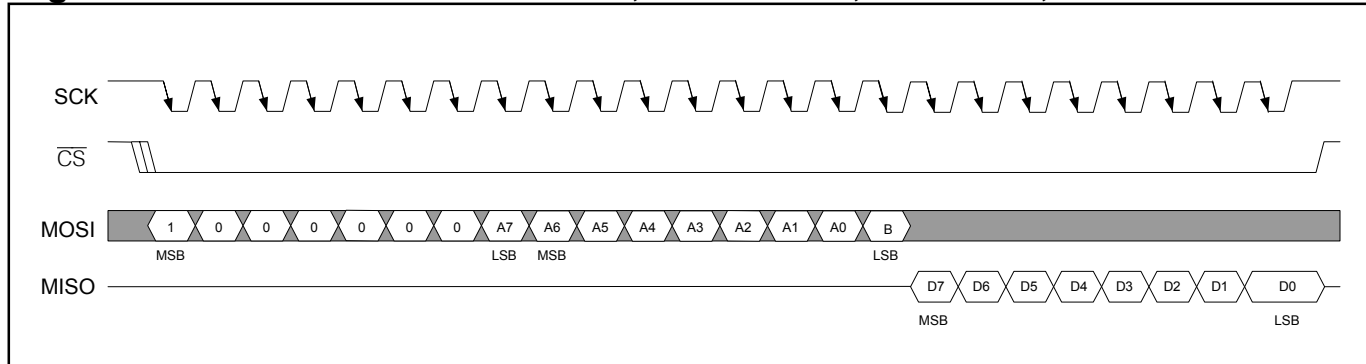 SCK
CS
MOSI 1 0 0 0 0 0 0 A7 A6 A5 A4 A3 A2 A1 A0 B
MSB LSB MSB LSB
MISO D7 D6 D5 D4 D3 D2 D1 D0
MSB LSB